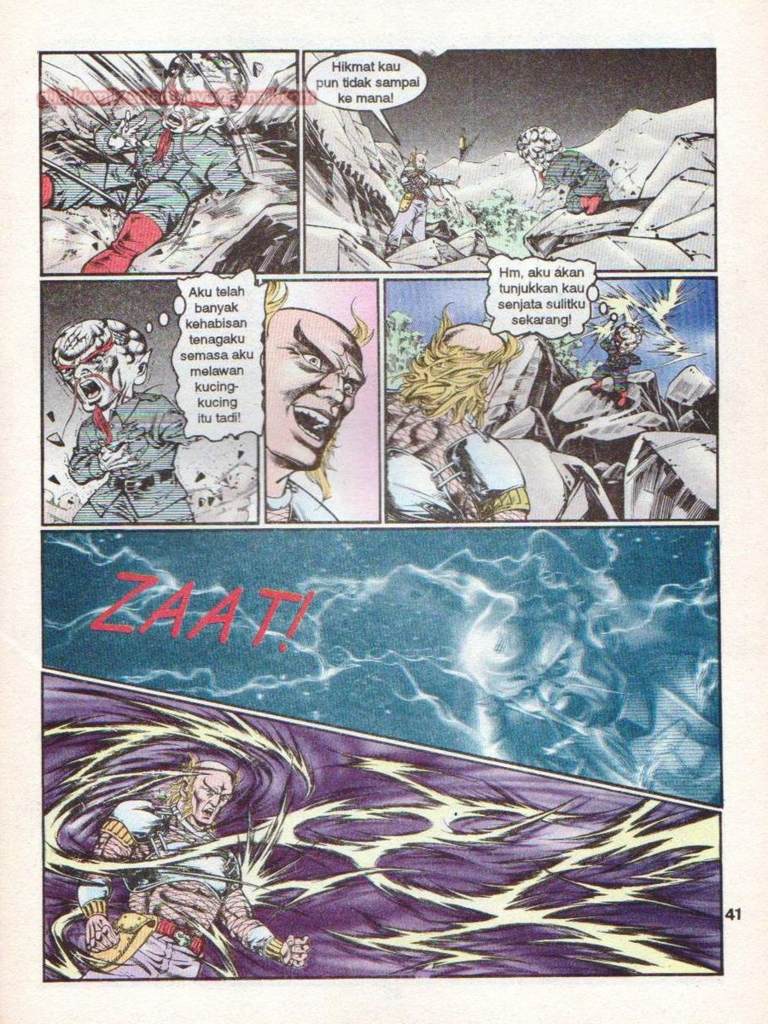 Hikmat kau
pun tidak sampai
ke mana!
Aku telah
banyak
kehabisan
tenagaku
semasa aku
melawan
kucing-
kucing
itu tadi!
Hm, aku akan
tunjukkan kau
senjata sulitku
sekarang!
ZAAT!
41